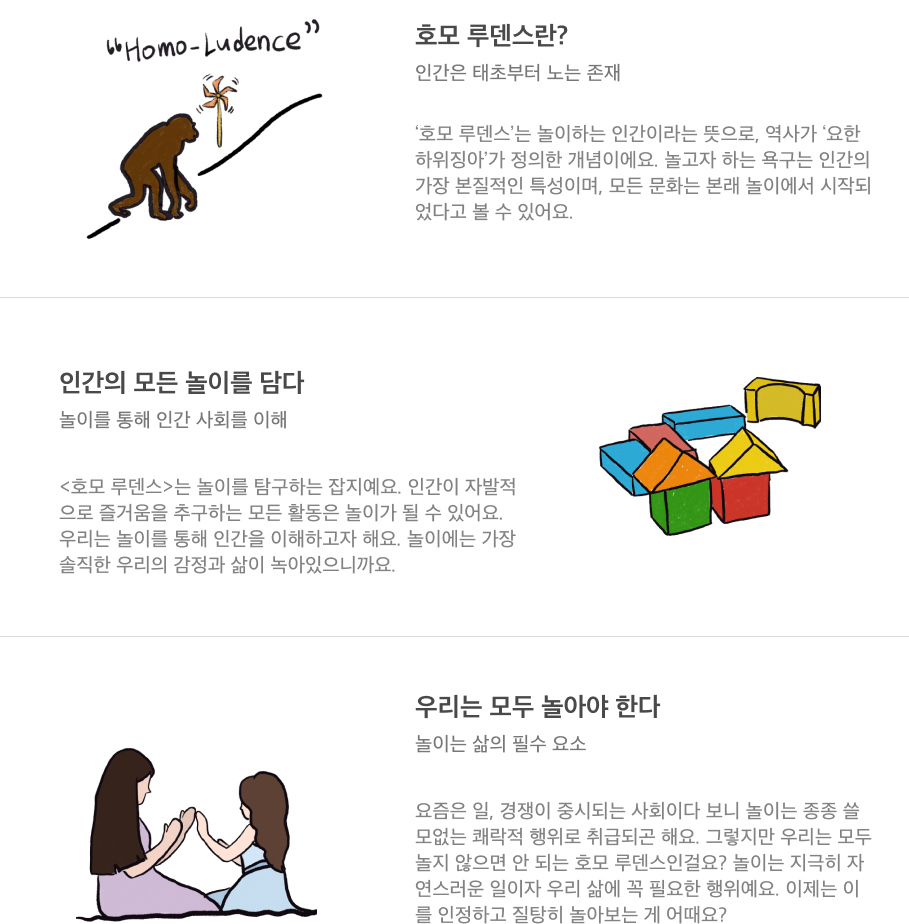 “Homo-Ludence”
호모 루덴스란?
인간은 태초부터 노는 존재
‘호모 루덴스’는 놀이하는 인간이라는 뜻으로, 역사가 ‘요한
하위징아’가 정의한 개념이에요. 놀고자 하는 욕구는 인간의
가장 본질적인 특성이며, 모든 문화는 본래 놀이에서 시작되
었다고 볼 수 있어요.
인간의 모든 놀이를 담다
놀이를 통해 인간 사회를 이해
<호모 루덴스>는 놀이를 탐구하는 잡지예요. 인간이 자발적
으로 즐거움을 추구하는 모든 활동은 놀이가 될 수 있어요.
우리는 놀이를 통해 인간을 이해하고자 해요. 놀이에는 가장
솔직한 우리의 감정과 삶이 녹아있으니까요.
우리는 모두 놀아야 한다
놀이는 삶의 필수 요소
요즘은 일, 경쟁이 중시되는 사회이다 보니 놀이는 종종 쓸
모없는 쾌락적 행위로 취급되곤 해요. 그렇지만 우리는 모두
놀지 않으면 안 되는 호모 루덴스인걸요? 놀이는 지극히 자
연스러운 일이자 우리 삶에 꼭 필요한 행위예요. 이제는 이
를 인정하고 질탕히 놀아보는 게 어때요?